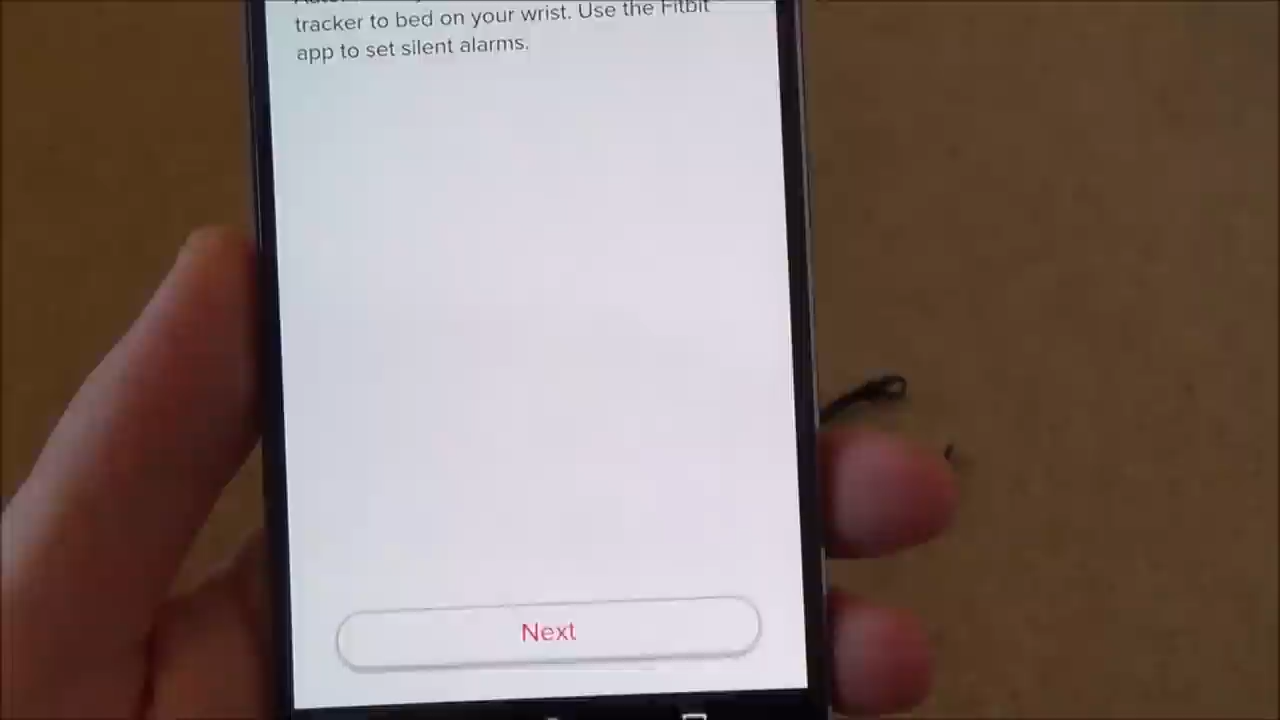 tracker to bed on your wrist. Use the Fitbit
app to set silent alarms.
Next